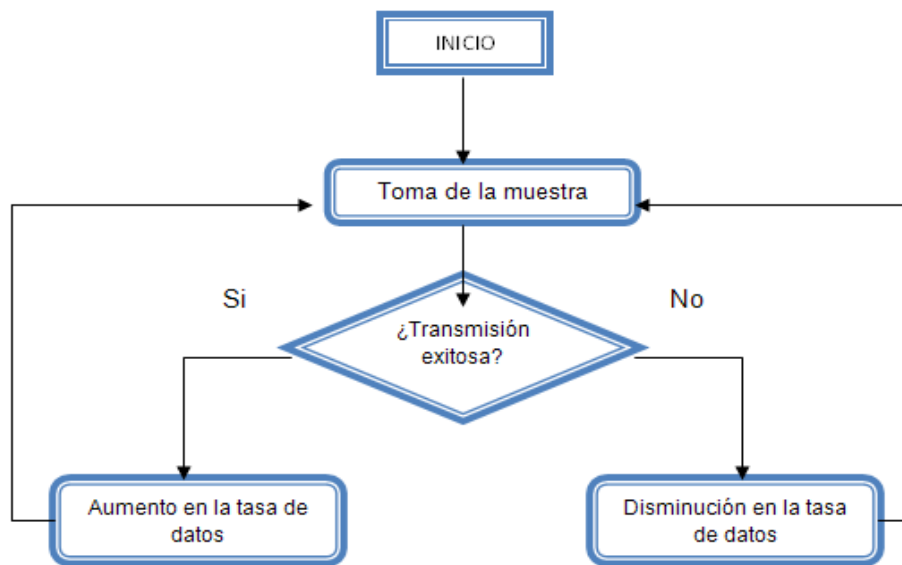 INICIO
Toma de la muestra
Si
No
¿Transmisión
exitosa?
Aumento en la tasa de
datos
Disminución en la tasa
de datos